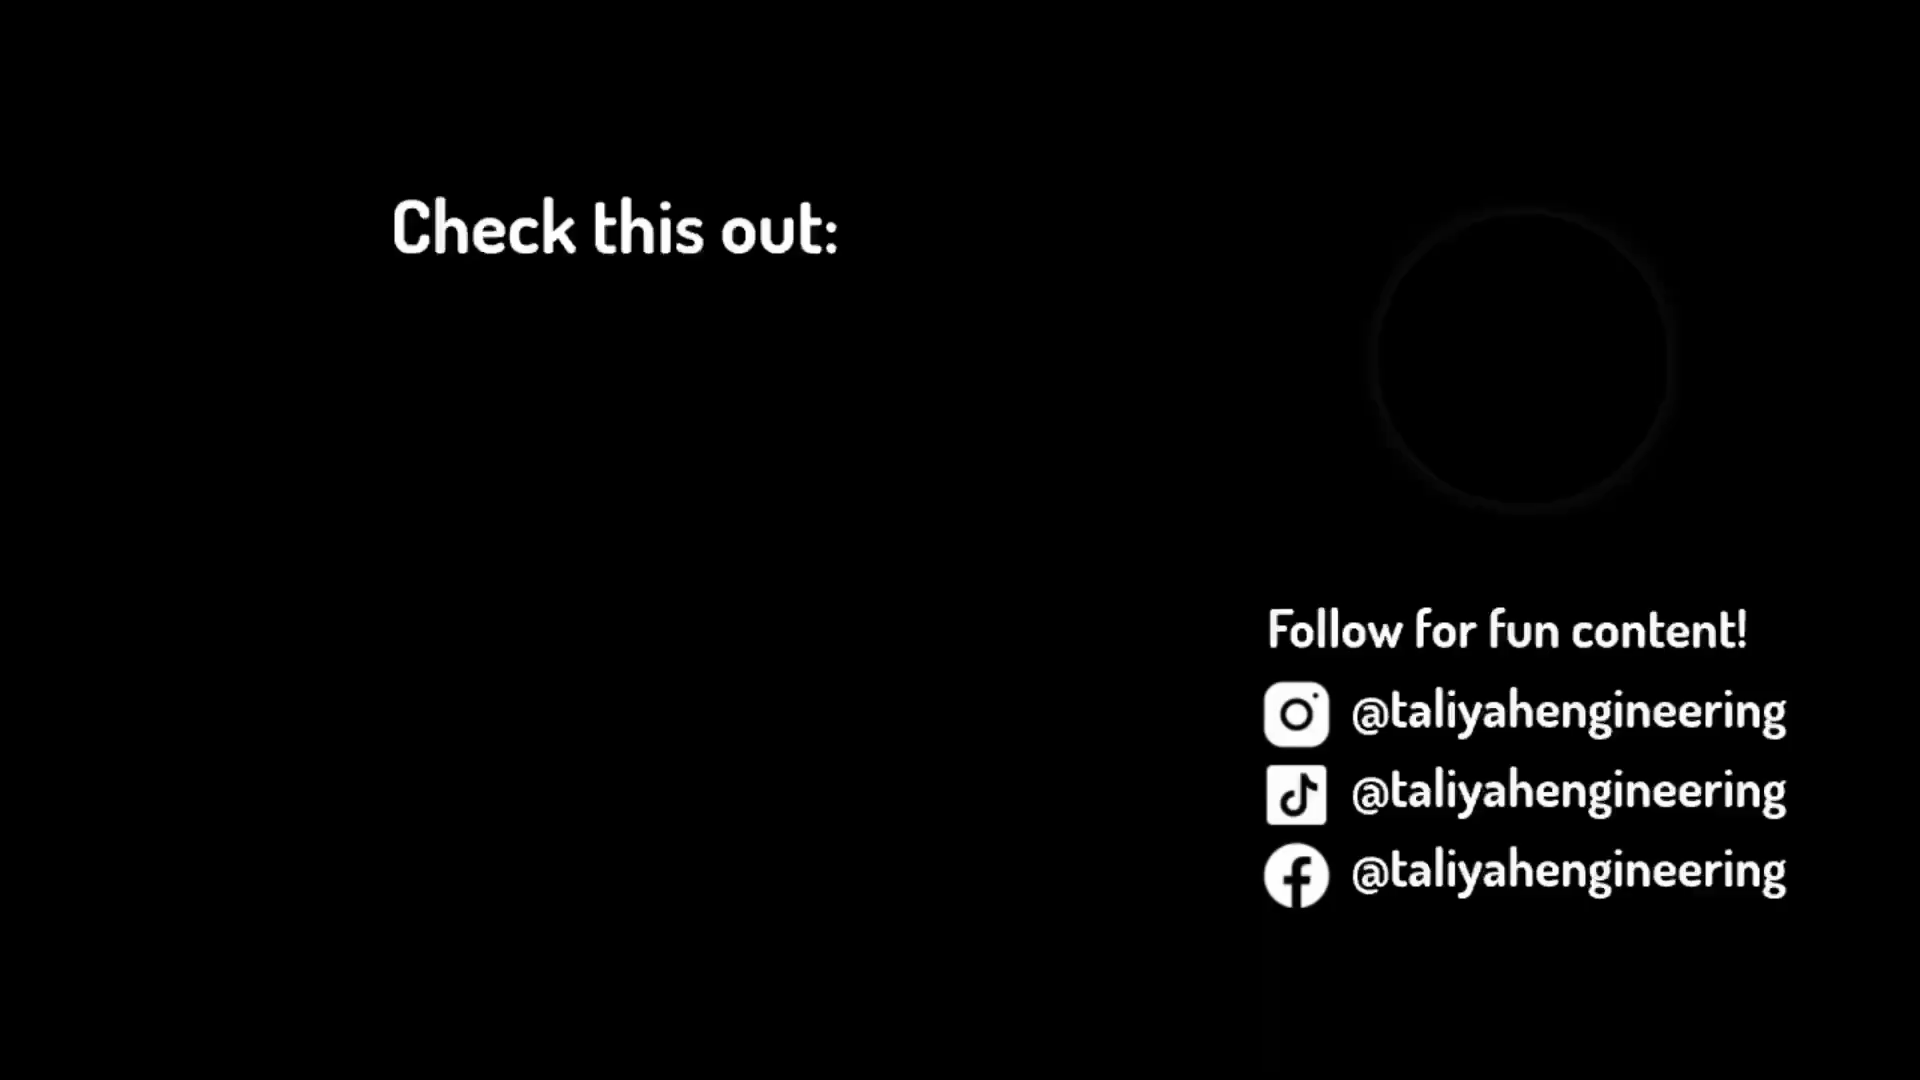 Check this out:
Follow for fun content!
@taliyahengineering
@taliyahengineering
@taliyahengineering